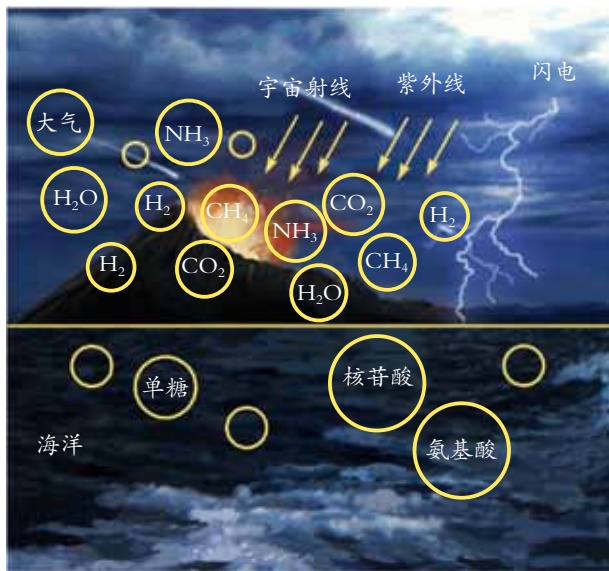 闪电
宇宙射线
紫外线
大气
NH₃
H₂O
H₂
CH₄
CO₂
H₂
NH₃
H₂
CO₂
CH₄
H₂O
单糖
核苷酸
海洋
氨基酸